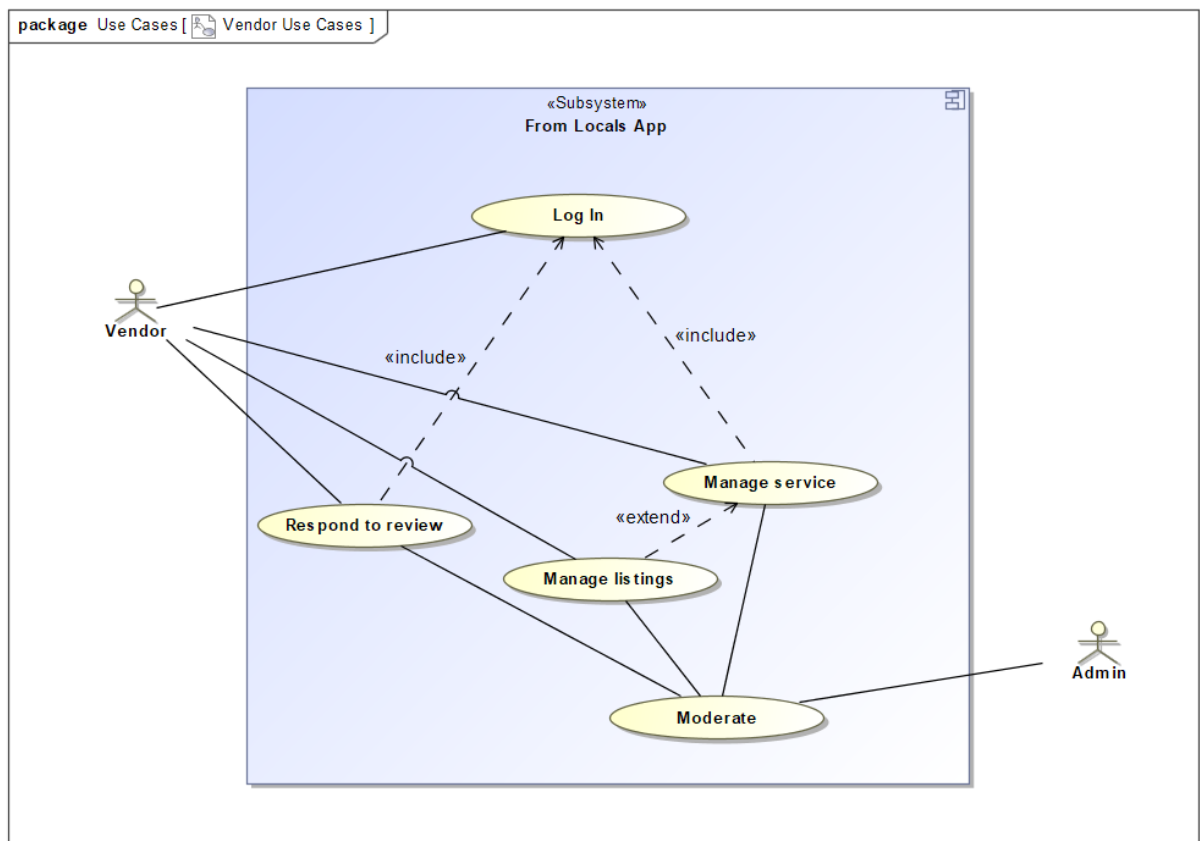 package Use Cases [ Vendor Use Cases ]
«Subsystem»
From Locals App
Log In
Vendor
«include»
«include»
Manage service
«extend»
Respond to review
Manage listings
Admin
Moderate